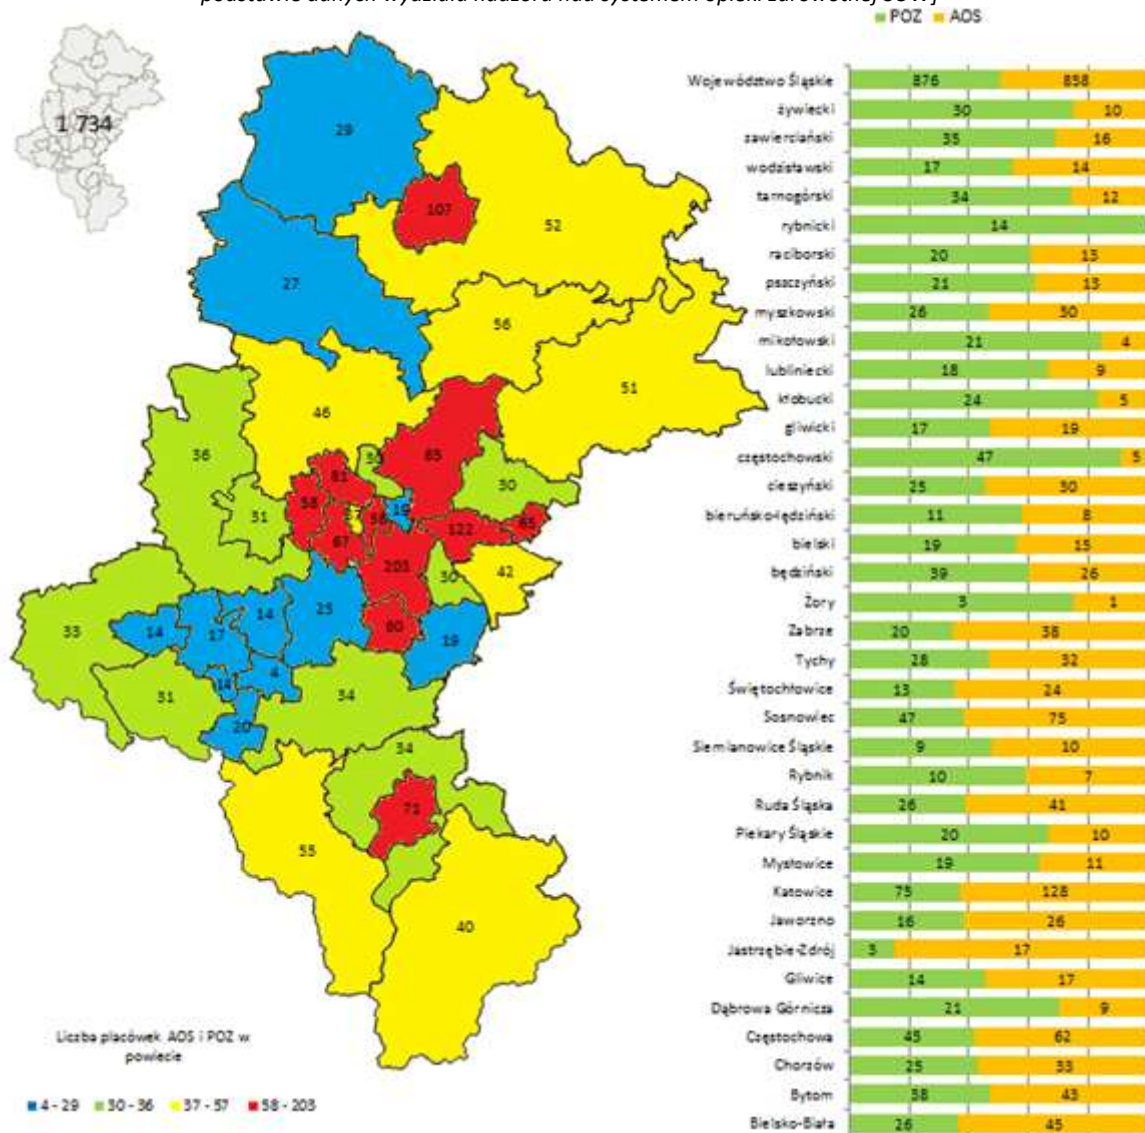 podstawie danych wydziału nadzoru nad systemem opieki zdrowotnej ŚUW]
POZ AOS
1 734
Województwo Śląskie 876 858
żywiecki 30 10
zawierciański 35 16
wodzisławski 17 14
tarnogórski 34 12
rybnicki 14
raciborski 20 13
pszczyński 21 13
myszkowski 26 30
mikołowski 21 4
lubliniecki 18 9
kłobucki 24 5
gliwicki 17 19
częstochowski 47 5
cieszyński 25 30
bieruńsko-lędziński 11 8
bielski 19 15
będziński 39 26
Żory 3 1
Zabrze 20 38
Tychy 28 32
Świętochłowice 13 24
Sosnowiec 47 75
Siemianowice Śląskie 9 10
Rybnik 10 7
Ruda Śląska 26 41
Piekary Śląskie 20 10
Mysłowice 19 11
Katowice 75 128
Jaworzno 16 26
Jastrzębie-Zdrój 3 17
Gliwice 14 17
Dąbrowa Górnicza 21 9
Częstochowa 45 62
Chorzów 25 33
Bytom 38 43
Bielsko-Biała 26 45
29
107
52
27
56
51
46
36
30
65
30
81
58
31
37
58
19
122
65
67
203
30
42
14
17
14
25
60
19
33
14
4
31
34
20
34
71
55
40
Liczba placówek AOS i POZ w
powiecie
4 - 29 30 - 36 37 - 57 58 - 203